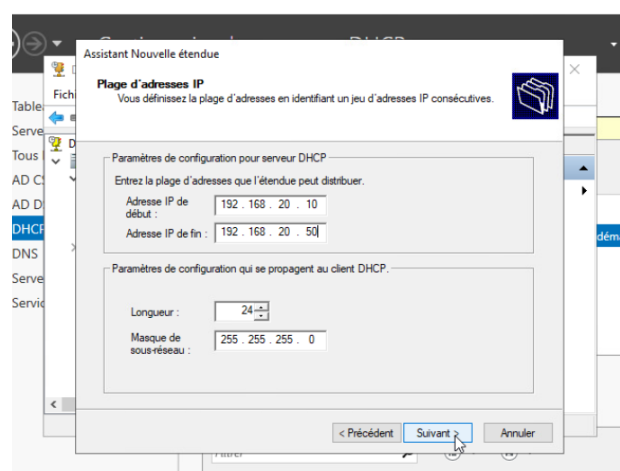 Assistant Nouvelle étendue
Plage d'adresses IP
Vous définissez la plage d'adresses en identifiant un jeu d'adresses IP consécutives.
Fich
Table
Serve
Tous
AD C
AD D
DHCP
DNS
Serve
Servic
D
Paramètres de configuration pour serveur DHCP
Entrez la plage d'adresses que l'étendue peut distribuer.
Adresse IP de
début :
192 . 168 . 20 . 10
Adresse IP de fin :
192 . 168 . 20 . 50
déma
Paramètres de configuration qui se propagent au client DHCP.
Longueur :
24
Masque de
sous-réseau :
255 . 255 . 255 . 0
< Précédent
Suivant >
Annuler